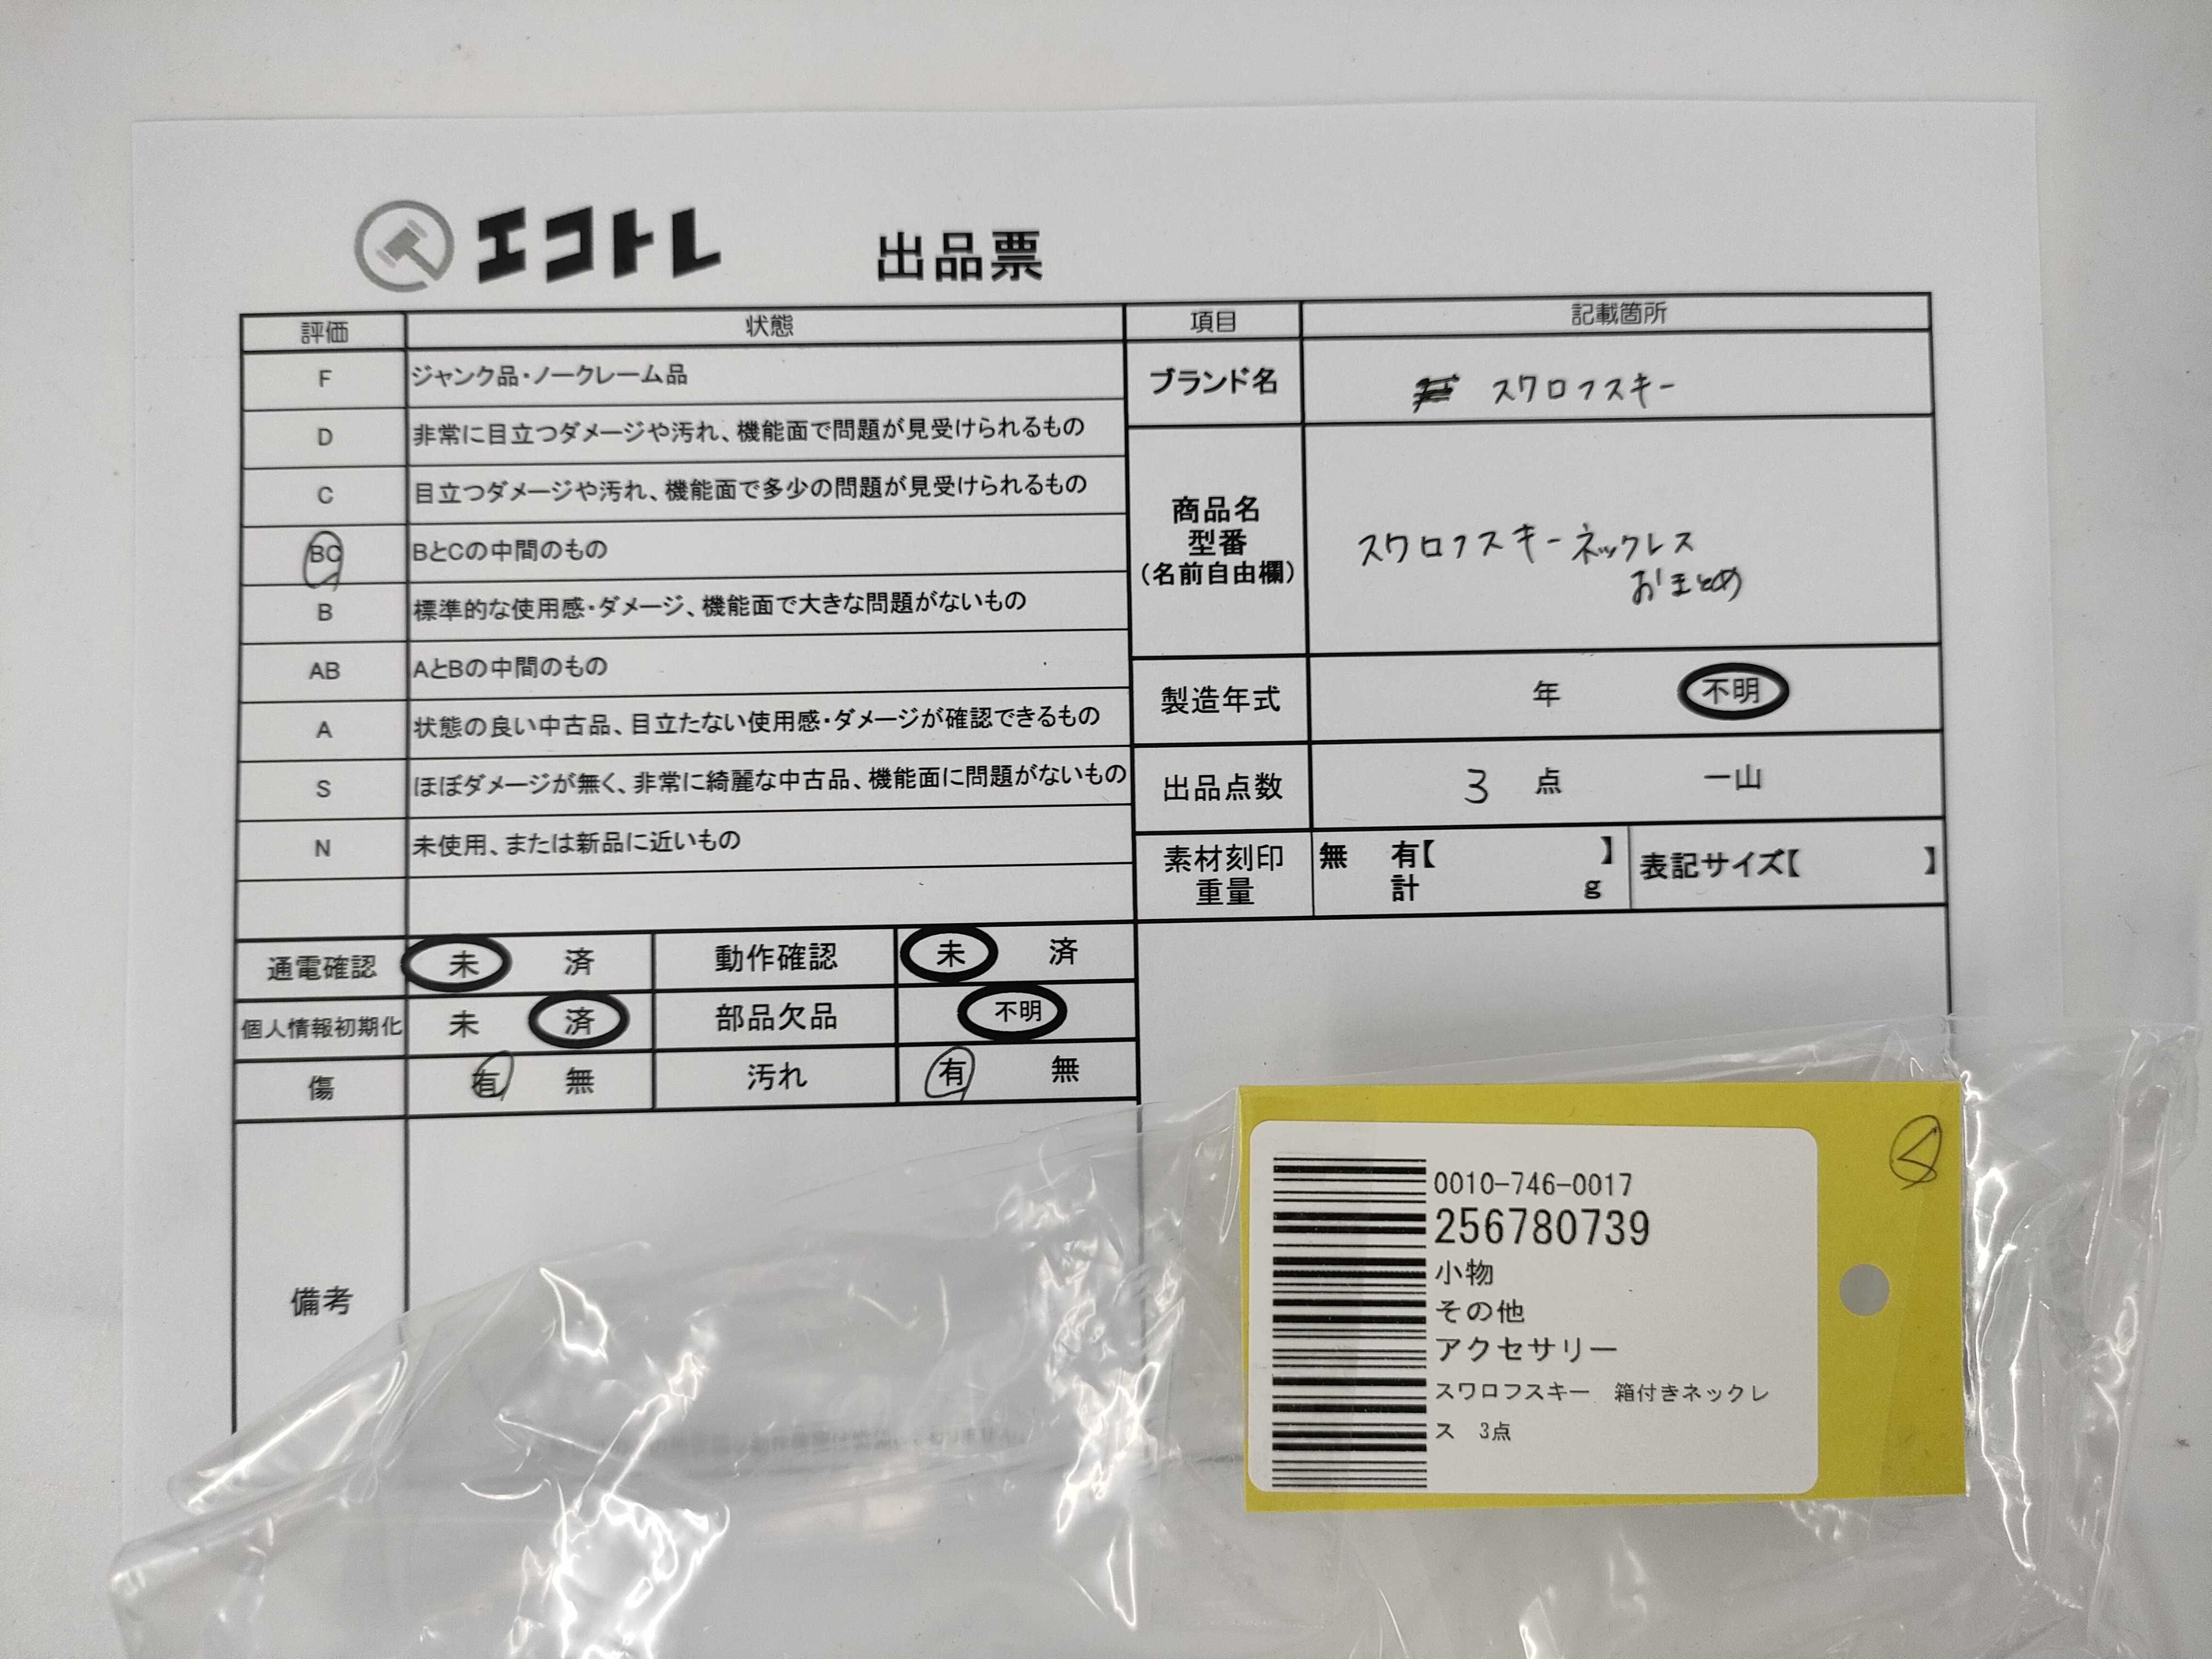 エコトレ 出品票
評価 状態 項目 記載箇所
F ジャンク品・ノークレーム品
D 非常に目立つダメージや汚れ、機能面で問題が見受けられるもの
C 目立つダメージや汚れ、機能面で多少の問題が見受けられるもの
BC BとCの中間のもの
B 標準的な使用感・ダメージ、機能面で大きな問題がないもの
AB AとBの中間のもの
A 状態の良い中古品、目立たない使用感・ダメージが確認できるもの
S ほぼダメージが無く、非常に綺麗な中古品、機能面に問題がないもの
N 未使用、または新品に近いもの
ブランド名 スワロフスキー
商品名
型番
(名前自由欄)
スワロフスキーネックレス
おまとめ
製造年式 年 不明
出品点数 3 点 一山
素材刻印
重量
無 有【 】
計 g
表記サイズ【 】
通電確認 未 済 動作確認 未 済
個人情報初期化 未 済 部品欠品 不明
傷 有 無 汚れ 有 無
備考
0010-746-0017
256780739
小物
その他
アクセサリー
スワロフスキー 箱付きネックレ
ス 3点